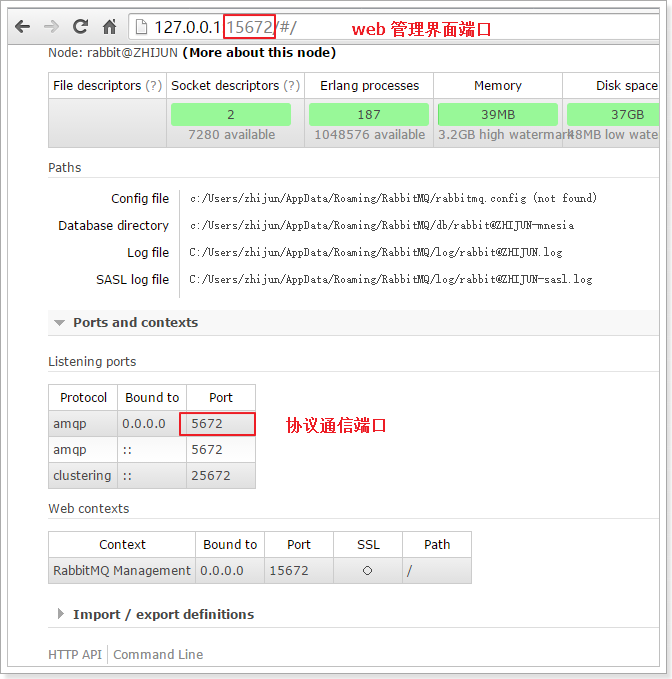 127.0.0.1:15672/#/ web 管理界面端口
Node: rabbit@ZHIJUN (More about this node)
File descriptors (?) Socket descriptors (?) Erlang processes Memory Disk space
2 187 39MB 37GB
7280 available 1048576 available 3.2GB high watermark 48MB low water
Paths
Config file c:/Users/zhijun/AppData/Roaming/RabbitMQ/rabbitmq.config (not found)
Database directory c:/Users/zhijun/AppData/Roaming/RabbitMQ/db/rabbit@ZHIJUN-mnesia
Log file C:/Users/zhijun/AppData/Roaming/RabbitMQ/log/rabbit@ZHIJUN.log
SASL log file C:/Users/zhijun/AppData/Roaming/RabbitMQ/log/rabbit@ZHIJUN-sasl.log
Ports and contexts
Listening ports
Protocol Bound to Port
amqp 0.0.0.0 5672 协议通信端口
amqp :: 5672
clustering :: 25672
Web contexts
Context Bound to Port SSL Path
RabbitMQ Management 0.0.0.0 15672 ○ /
Import / export definitions
HTTP API Command Line